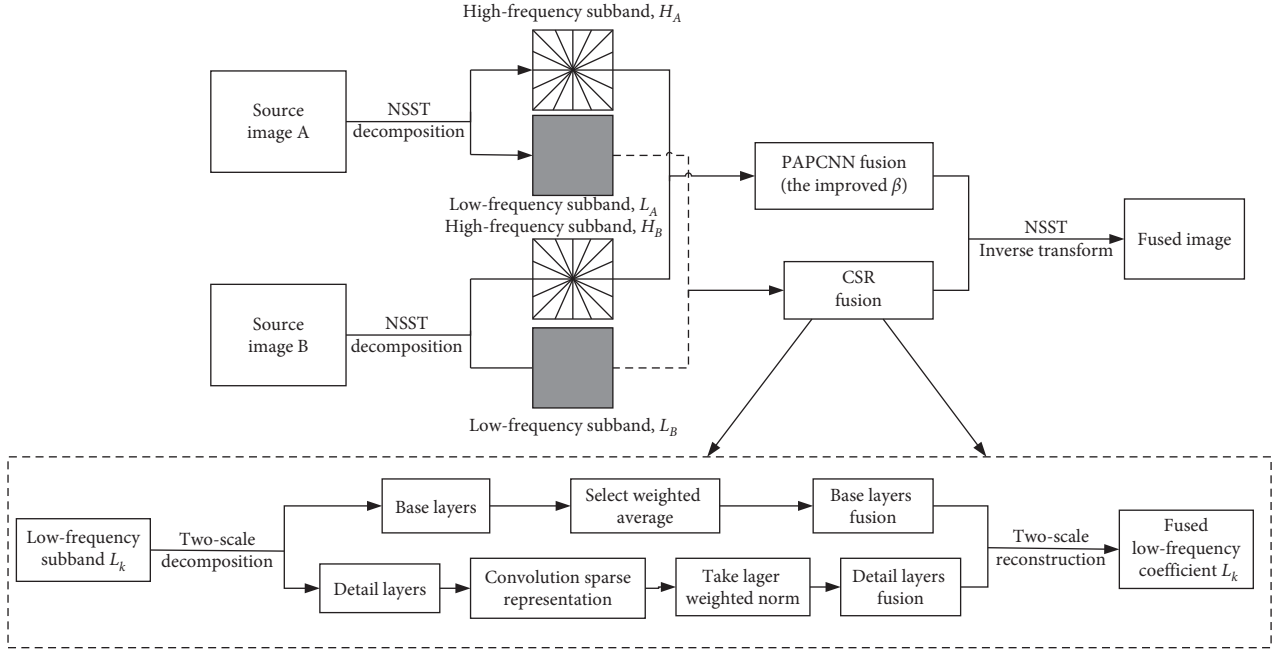 High-frequency subband, H_A
Source
image A
NSST
decomposition
Low-frequency subband, L_A
High-frequency subband, H_B
Source
image B
NSST
decomposition
Low-frequency subband, L_B
PAPCNN fusion
(the improved β)
CSR
fusion
NSST
Inverse transform
Fused image
Low-frequency
subband L_k
Two-scale
decomposition
Base layers
Select weighted
average
Base layers
fusion
Detail layers
Convolution sparse
representation
Take lager
weighted norm
Detail layers
fusion
Two-scale
reconstruction
Fused
low-frequency
coefficient L_k